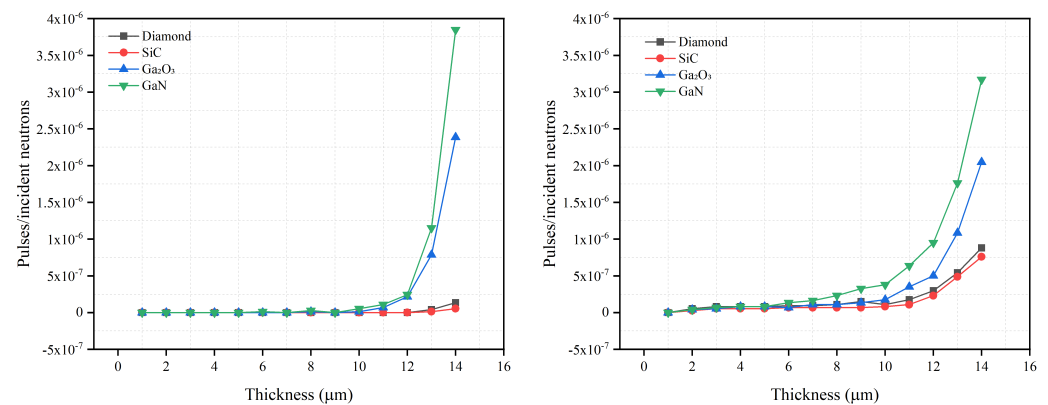 4x10⁻⁶
3.5x10⁻⁶
3x10⁻⁶
2.5x10⁻⁶
2x10⁻⁶
1.5x10⁻⁶
1x10⁻⁶
5x10⁻⁷
0
-5x10⁻⁷
Pulses/incident neutrons
Diamond
SiC
Ga₂O₃
GaN
0 2 4 6 8 10 12 14 16
Thickness (μm)
4x10⁻⁶
3.5x10⁻⁶
3x10⁻⁶
2.5x10⁻⁶
2x10⁻⁶
1.5x10⁻⁶
1x10⁻⁶
5x10⁻⁷
0
-5x10⁻⁷
Pulses/incident neutrons
Diamond
SiC
Ga₂O₃
GaN
0 2 4 6 8 10 12 14 16
Thickness (μm)